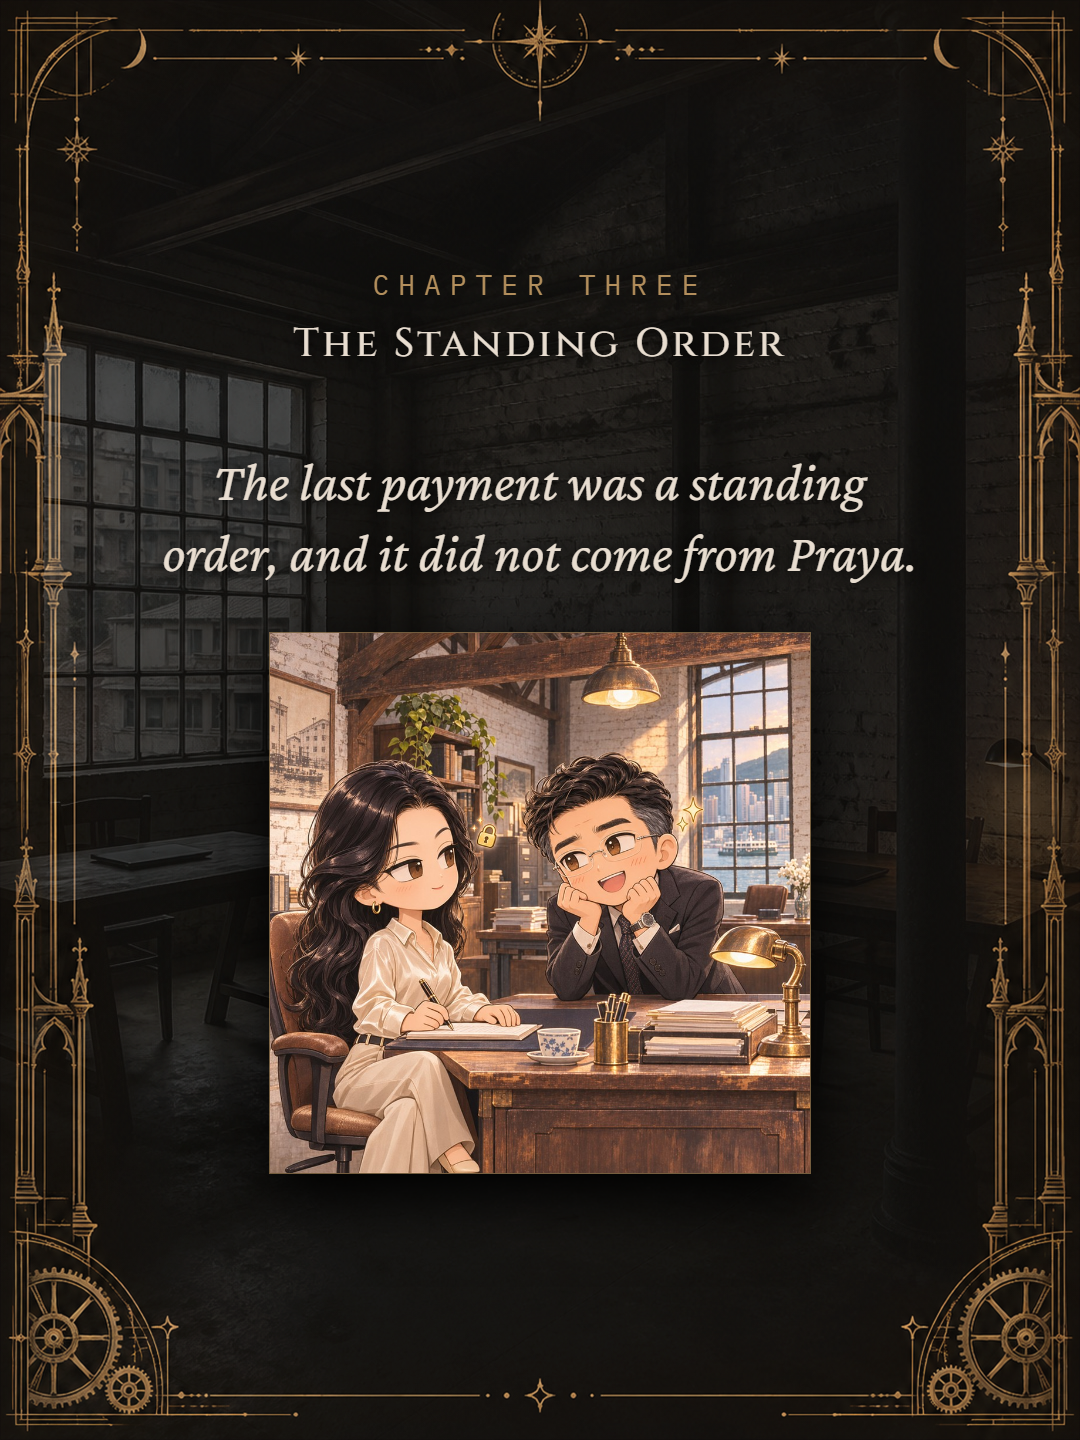 CHAPTER THREE
The Standing Order
The last payment was a standing
order, and it did not come from Praya.